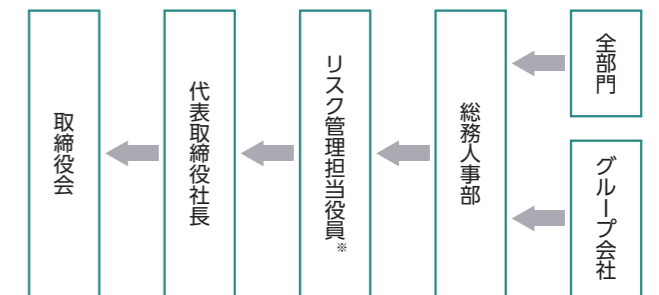 取締役会
代表取締役社長
リスク管理担当役員※
総務人事部
全部門
グループ会社